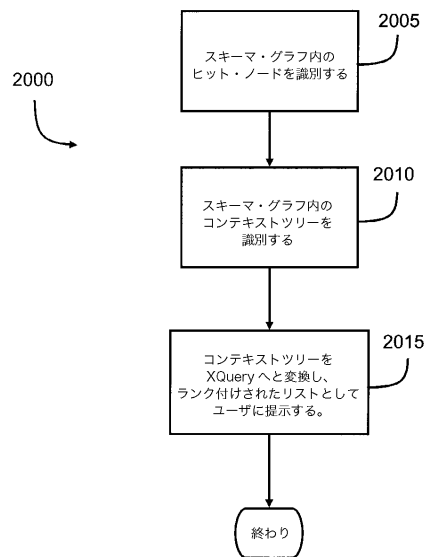 2005
スキーマ・グラフ内の
ヒット・ノードを識別する
2000
2010
スキーマ・グラフ内の
コンテキストツリーを
識別する
2015
コンテキストツリーを
XQueryへと変換し、
ランク付けされたリストとして
ユーザに提示する。
終わり